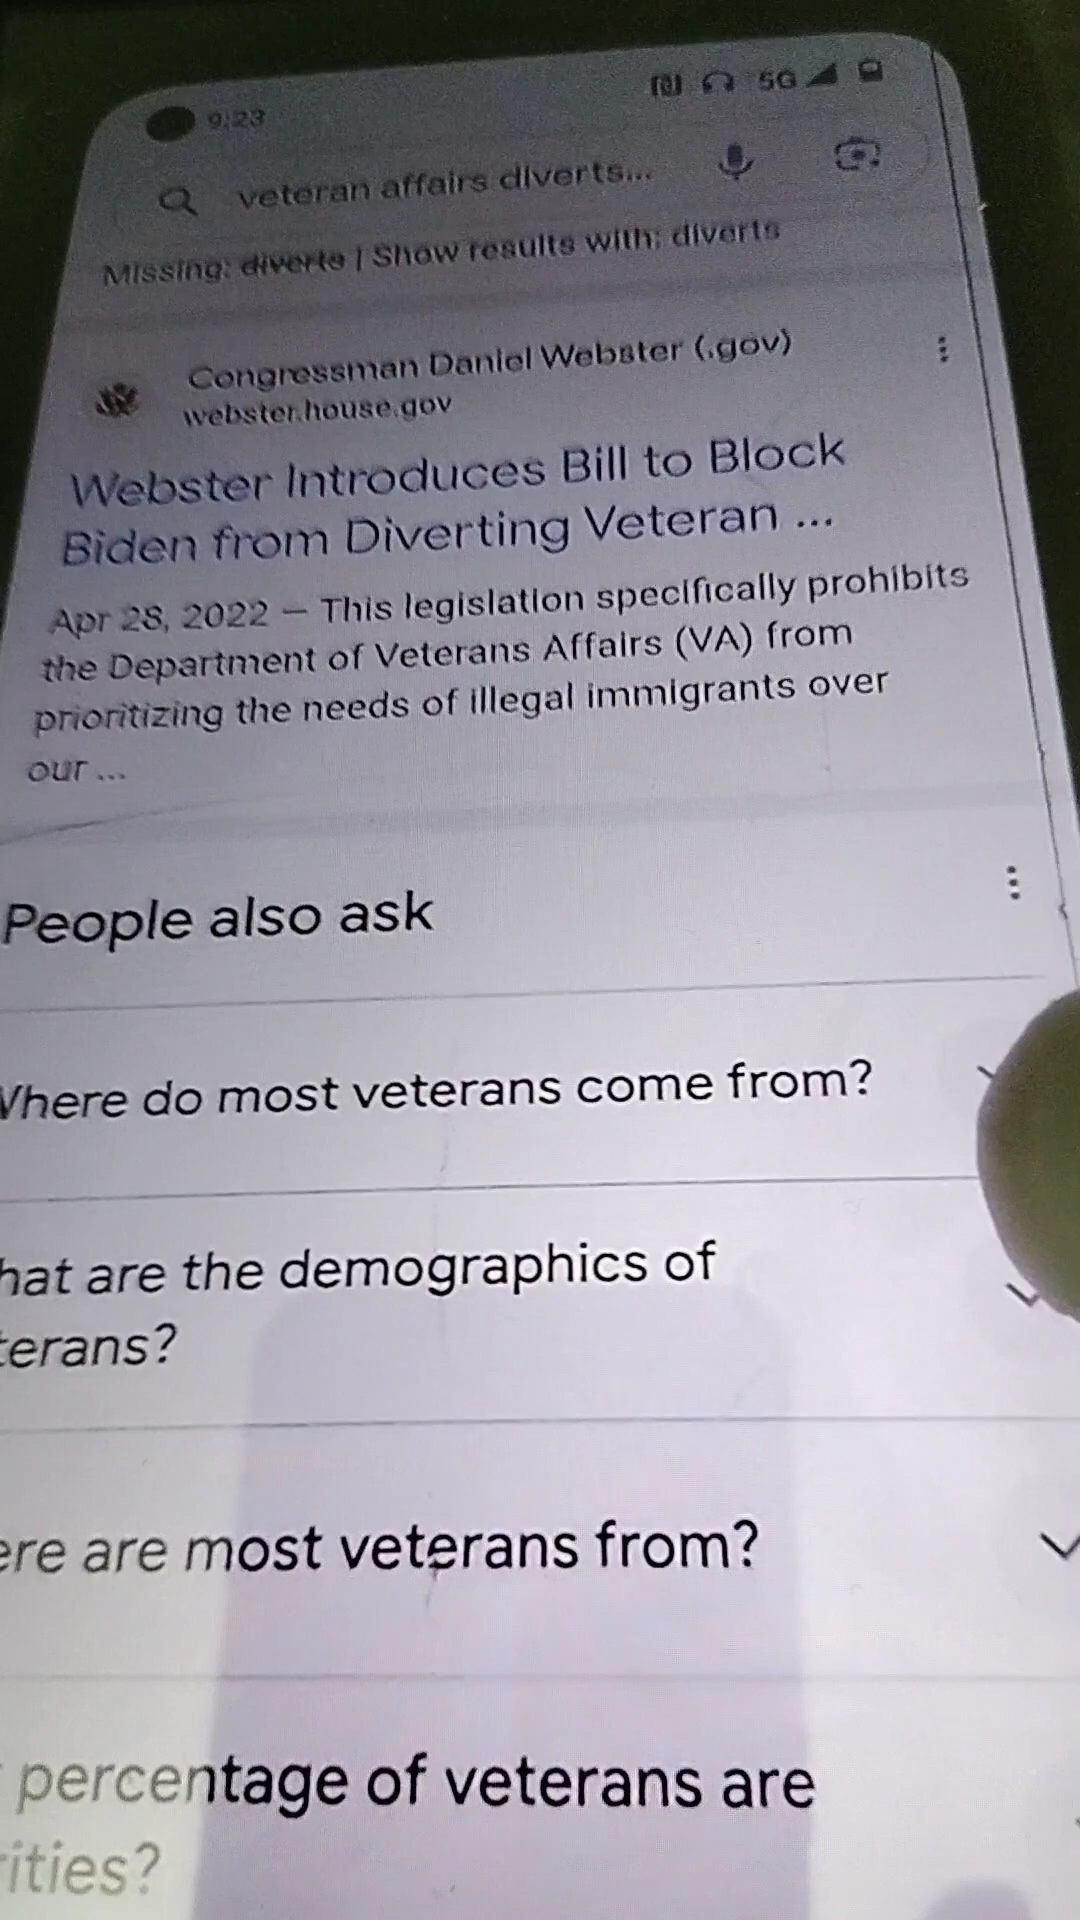 9:23 5G
veteran affairs diverts...
Missing: diverts | Show results with: diverts
Congressman Daniel Webster (.gov)
webster.house.gov
Webster Introduces Bill to Block
Biden from Diverting Veteran ...
Apr 28, 2022 — This legislation specifically prohibits
the Department of Veterans Affairs (VA) from
prioritizing the needs of illegal immigrants over
our ...
People also ask
Where do most veterans come from?
hat are the demographics of
terans?
ere are most veterans from?
percentage of veterans are
rities?